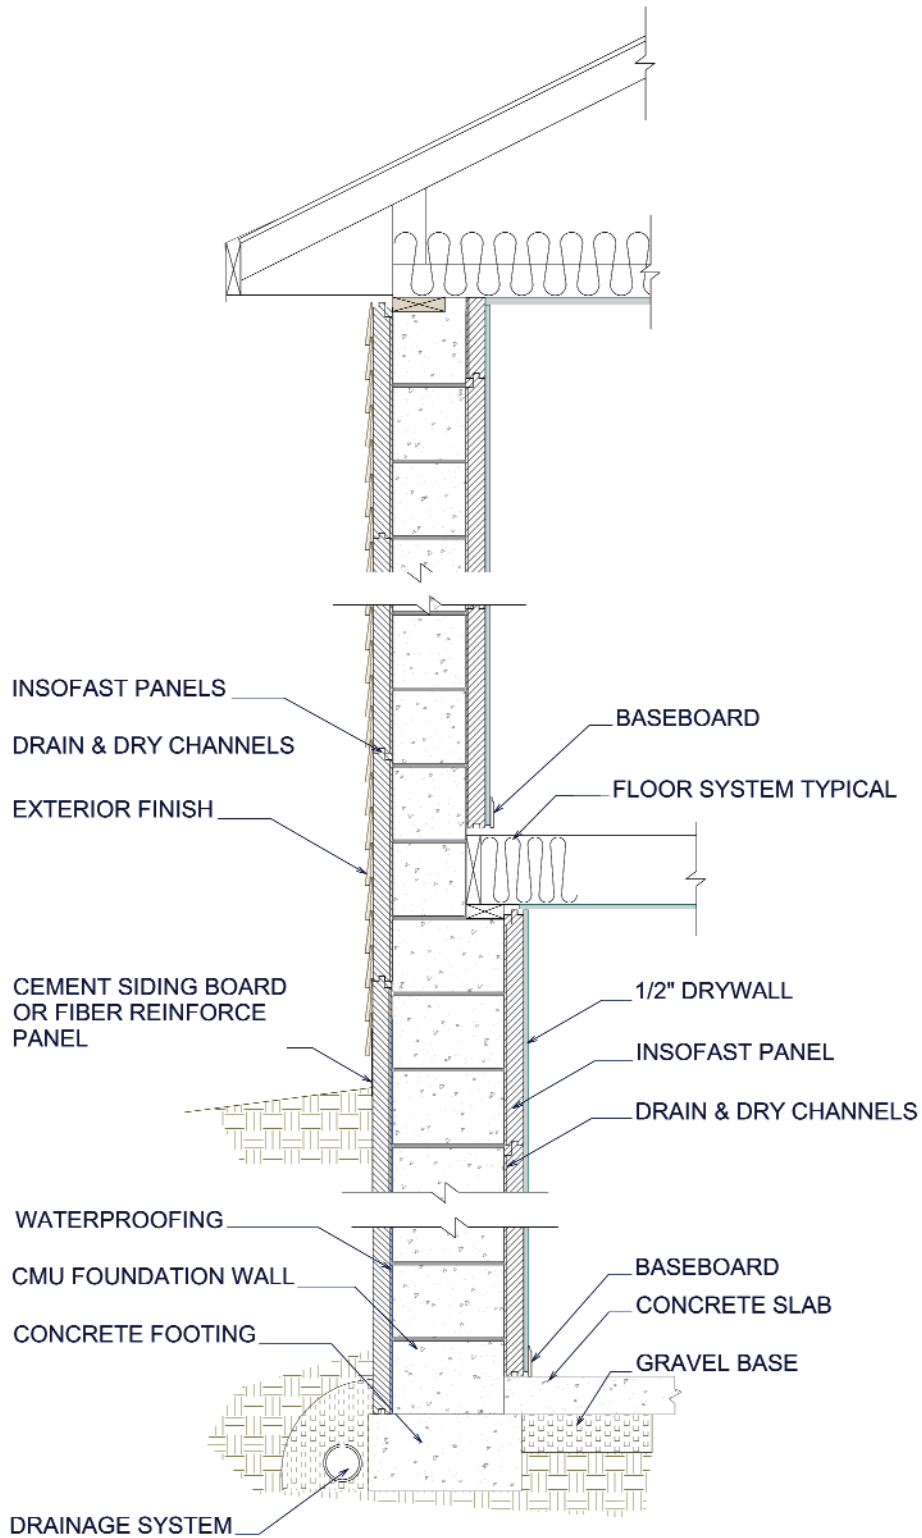 INSOFAST PANELS
DRAIN & DRY CHANNELS
EXTERIOR FINISH
BASEBOARD
FLOOR SYSTEM TYPICAL
CEMENT SIDING BOARD
OR FIBER REINFORCE
PANEL
1/2" DRYWALL
INSOFAST PANEL
DRAIN & DRY CHANNELS
WATERPROOFING
CMU FOUNDATION WALL
CONCRETE FOOTING
BASEBOARD
CONCRETE SLAB
GRAVEL BASE
DRAINAGE SYSTEM